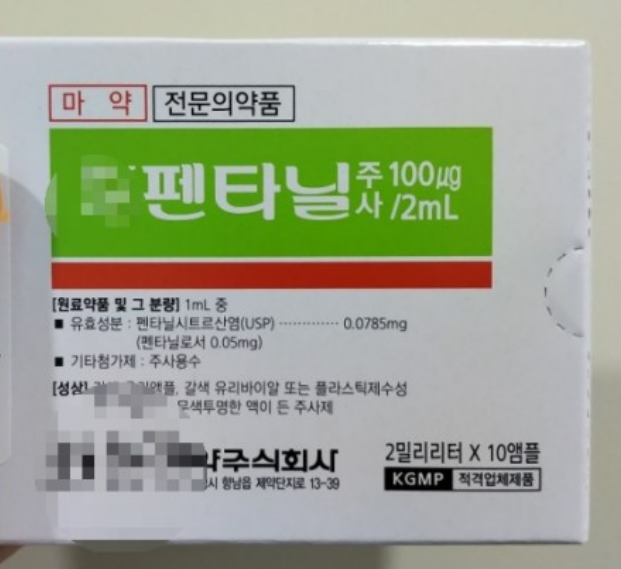 마 약 전문의약품
펜타닐 주사 100μg/2mL
[원료약품 및 그 분량] 1mL 중
■ 유효성분 : 펜타닐시트르산염(USP) ············· 0.0785mg
(펜타닐로서 0.05mg)
■ 기타첨가제 : 주사용수
[성상] 갈색 유리바이알 또는 플라스틱제수성
무색투명한 액이 든 주사제
약주식회사
시 향남읍 제약단지로 13-39
2밀리리터 X 10앰플
KGMP 적격업체제품